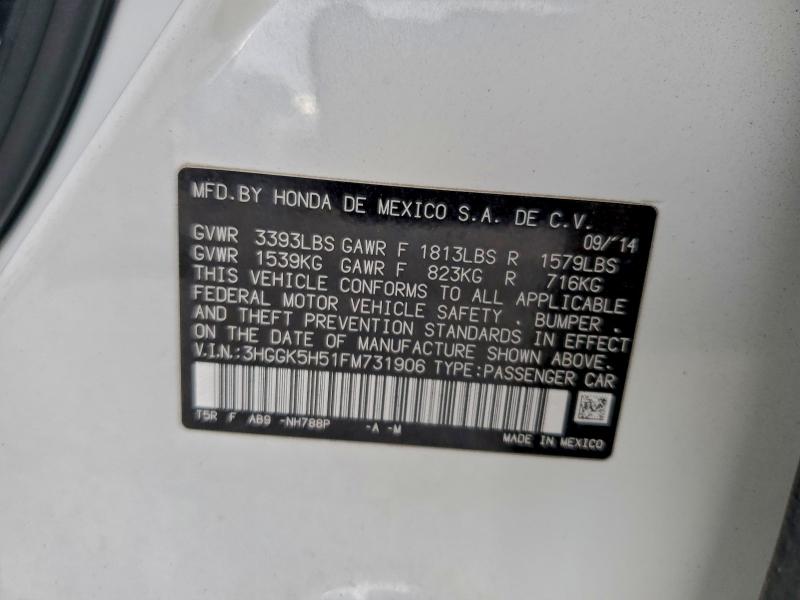 MFD.BY HONDA DE MEXICO S.A. DE C.V.
09/'14
GVWR 3393LBS GAWR F 1813LBS R 1579LBS
GVWR 1539KG GAWR F 823KG R 716KG
THIS VEHICLE CONFORMS TO ALL APPLICABLE
FEDERAL MOTOR VEHICLE SAFETY . BUMPER .
AND THEFT PREVENTION STANDARDS IN EFFECT
ON THE DATE OF MANUFACTURE SHOWN ABOVE.
V.I.N.:3HGGK5H51FM731906 TYPE:PASSENGER CAR
T5R F AB9 -NH788P -A -M
MADE IN MEXICO